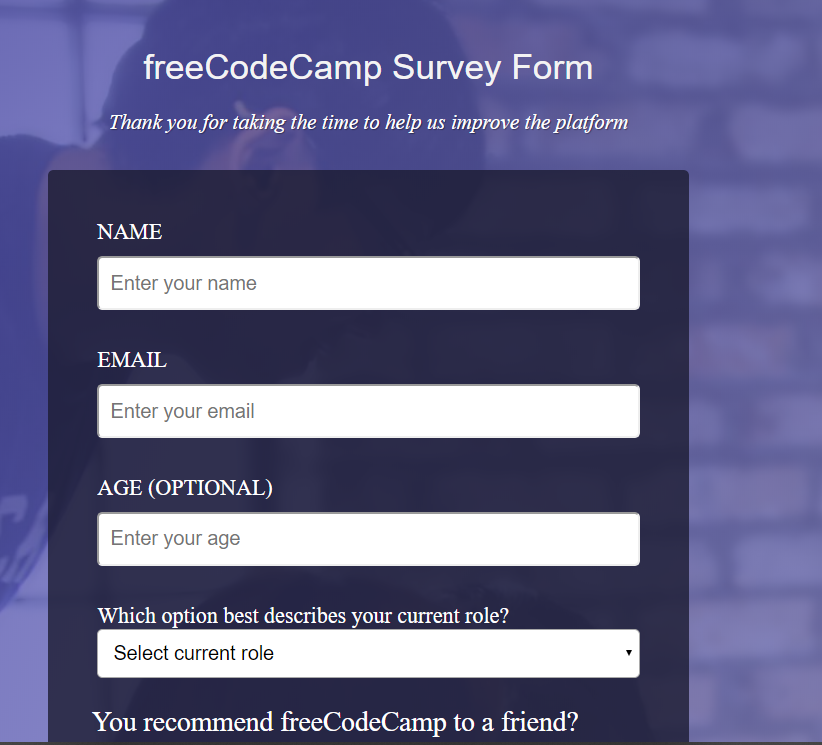 freeCodeCamp Survey Form
Thank you for taking the time to help us improve the platform
NAME
Enter your name
EMAIL
Enter your email
AGE (OPTIONAL)
Enter your age
Which option best describes your current role?
Select current role
You recommend freeCodeCamp to a friend?